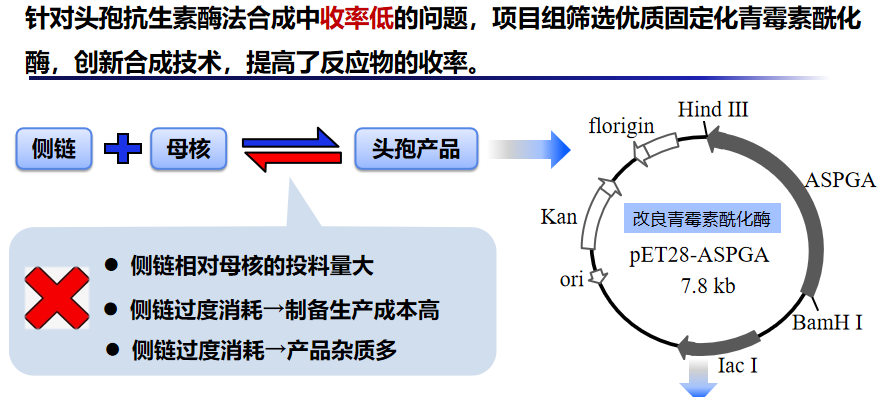 针对头孢抗生素酶法合成中收率低的问题，项目组筛选优质固定化青霉素酰化
酶，创新合成技术，提高了反应物的收率。
侧链
母核
头孢产品
侧链相对母核的投料量大
侧链过度消耗→制备生产成本高
侧链过度消耗→产品杂质多
florigin
Hind III
ASPGA
Kan
改良青霉素酰化酶
pET28-ASPGA
7.8 kb
ori
BamH I
Iac I